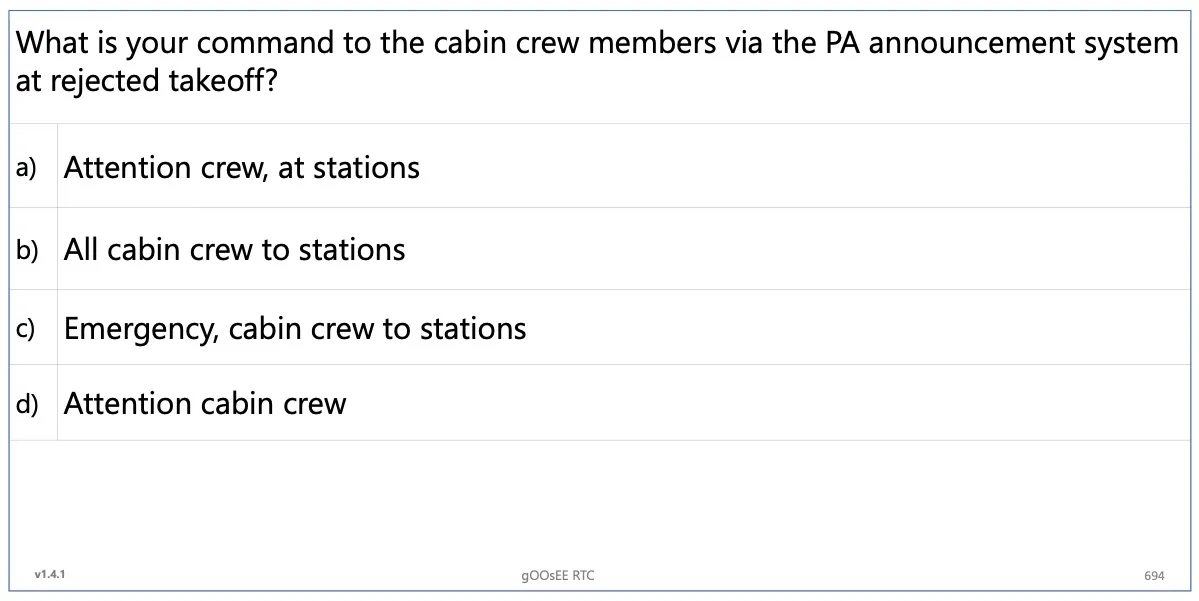 What is your command to the cabin crew members via the PA announcement system
at rejected takeoff?
a) Attention crew, at stations
b) All cabin crew to stations
c) Emergency, cabin crew to stations
d) Attention cabin crew
v1.4.1 gOOsEE RTC 694